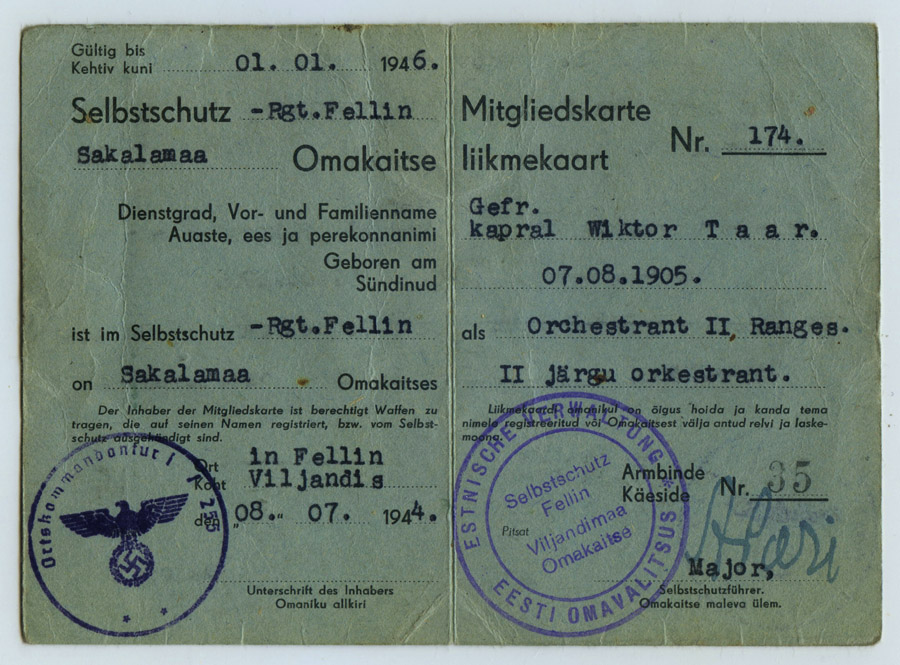 Gültig bis
Kehtiv kuni 01. 01. 1946.
Selbstschutz -Rgt.Fellin
Sakalamaa Omakaitse
Dienstgrad, Vor- und Familienname
Auaste, ees ja perekonnanimi
Geboren am
Sündinud
ist im Selbstschutz -Rgt.Fellin
on Sakalamaa Omakaitses
Der Inhaber der Mitgliedskarte ist berechtigt Waffen zu
tragen, die auf seinen Namen registriert, bzw. vom Selbst-
schutz ausgehändigt sind.
Ort in Fellin
Koht Viljandis
den „08.“ 07. 1944.
Unterschrift des Inhabers
Omaniku allkiri
Ortskommandantur I
Mitgliedskarte
liikmekaart
Nr. 174.
Gefr.
kapral Wiktor Taar.
07.08.1905.
als Orchestrant II Ranges.
II järgu orkestrant.
Liikmekaardi omanikul on õigus hoida ja kanda tema
nimele registreeritud või Omakaitsest välja antud relvi ja laske-
moona.
Armbinde
Käeside Nr. 35
ESTNISCHE VERWALTUNG *
EESTI OMAVALITSUS
Selbstschutz
Fellin
Pitsat
Viljandimaa
Omakaitse
Major,
Selbstschutzführer.
Omakaitse maleva ülem.